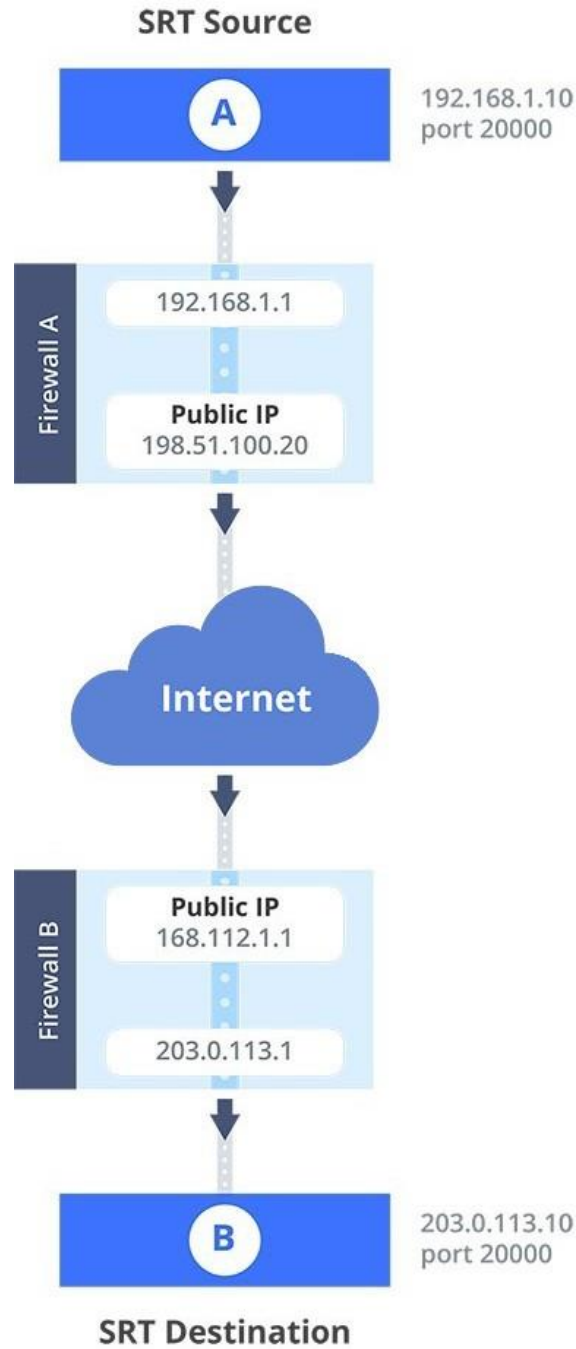 SRT Source
A
192.168.1.10
port 20000
Firewall A
192.168.1.1
Public IP
198.51.100.20
Internet
Firewall B
Public IP
168.112.1.1
203.0.113.1
B
203.0.113.10
port 20000
SRT Destination